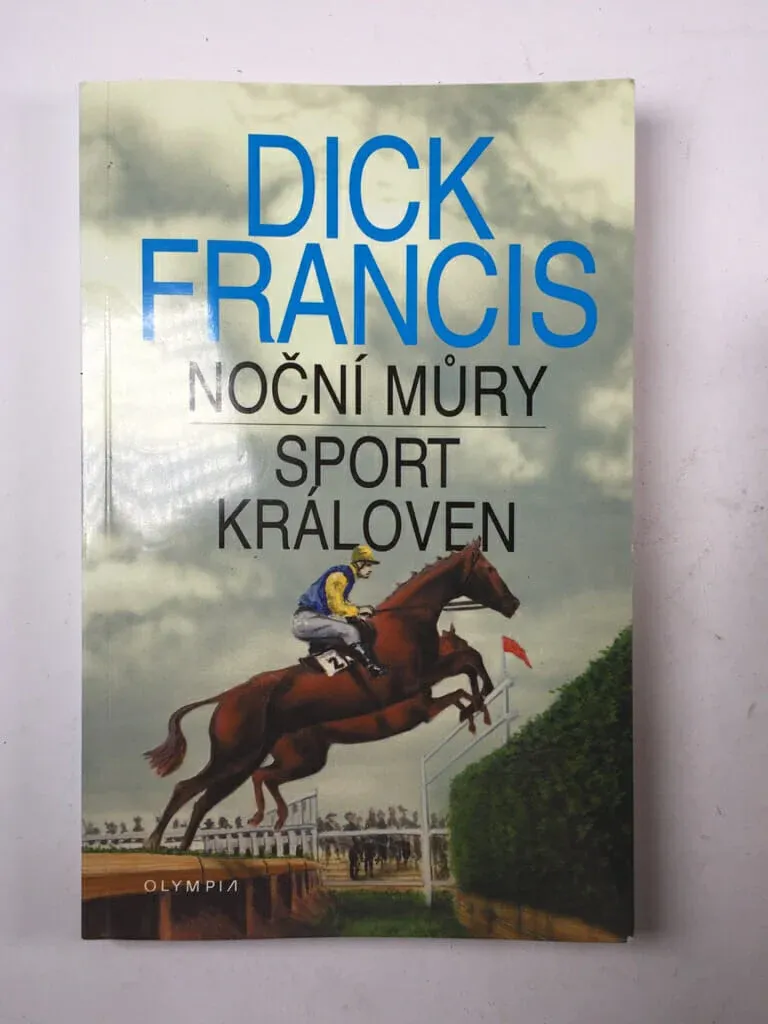 DICK
FRANCIS
NOČNÍ MŮRY
SPORT
KRÁLOVEN
2
OLYMPIA